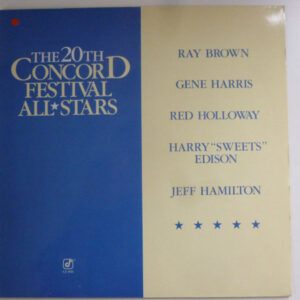 THE 20TH
CONCORD
FESTIVAL
ALL★STARS
RAY BROWN
GENE HARRIS
RED HOLLOWAY
HARRY "SWEETS"
EDISON
JEFF HAMILTON
★ ★ ★ ★ ★